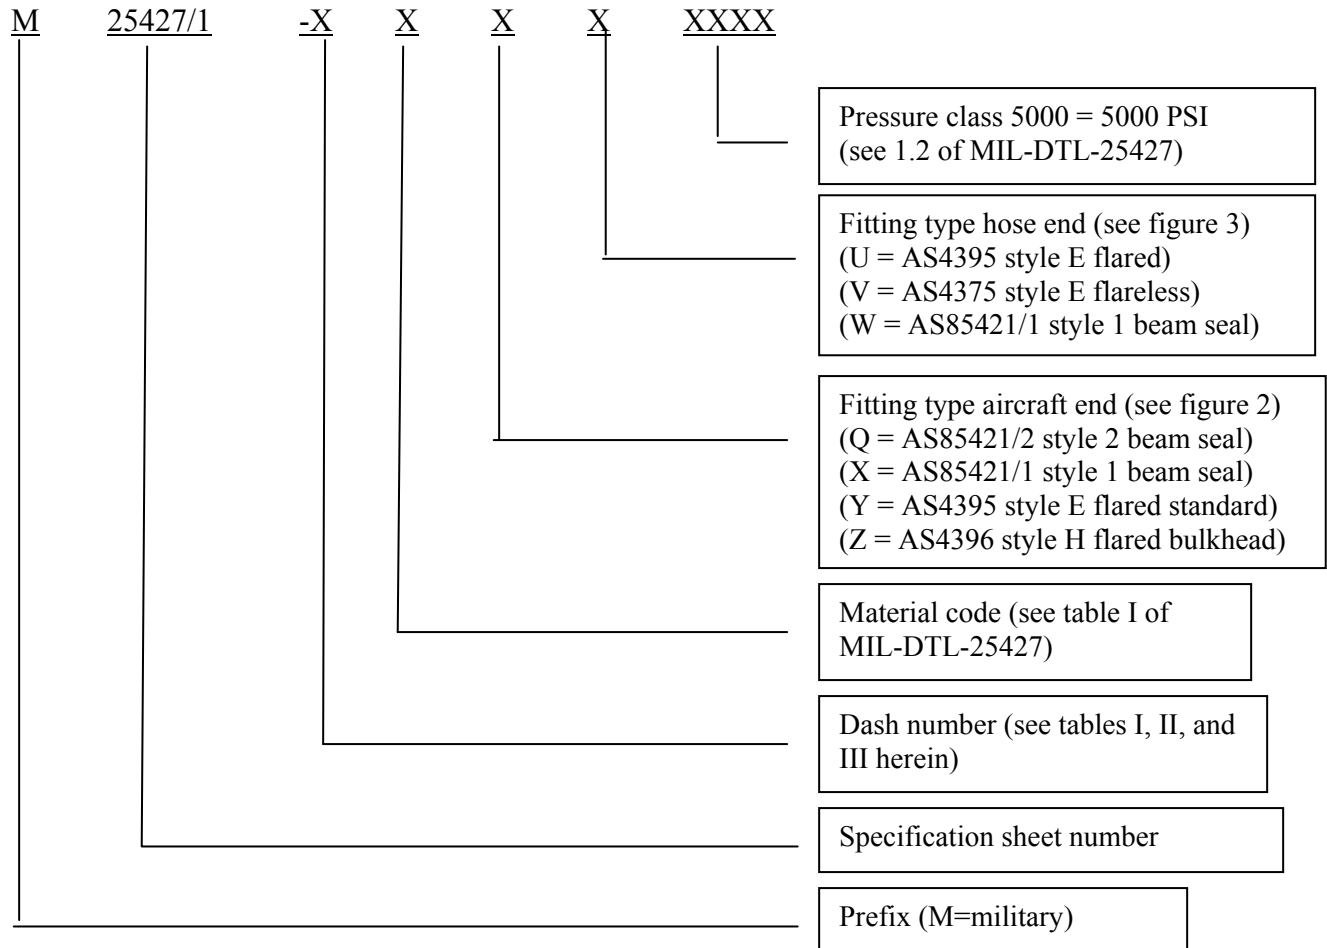 M 25427/1 -X X X X XXXX
Pressure class 5000 = 5000 PSI
(see 1.2 of MIL-DTL-25427)
Fitting type hose end (see figure 3)
(U = AS4395 style E flared)
(V = AS4375 style E flareless)
(W = AS85421/1 style 1 beam seal)
Fitting type aircraft end (see figure 2)
(Q = AS85421/2 style 2 beam seal)
(X = AS85421/1 style 1 beam seal)
(Y = AS4395 style E flared standard)
(Z = AS4396 style H flared bulkhead)
Material code (see table I of
MIL-DTL-25427)
Dash number (see tables I, II, and
III herein)
Specification sheet number
Prefix (M=military)